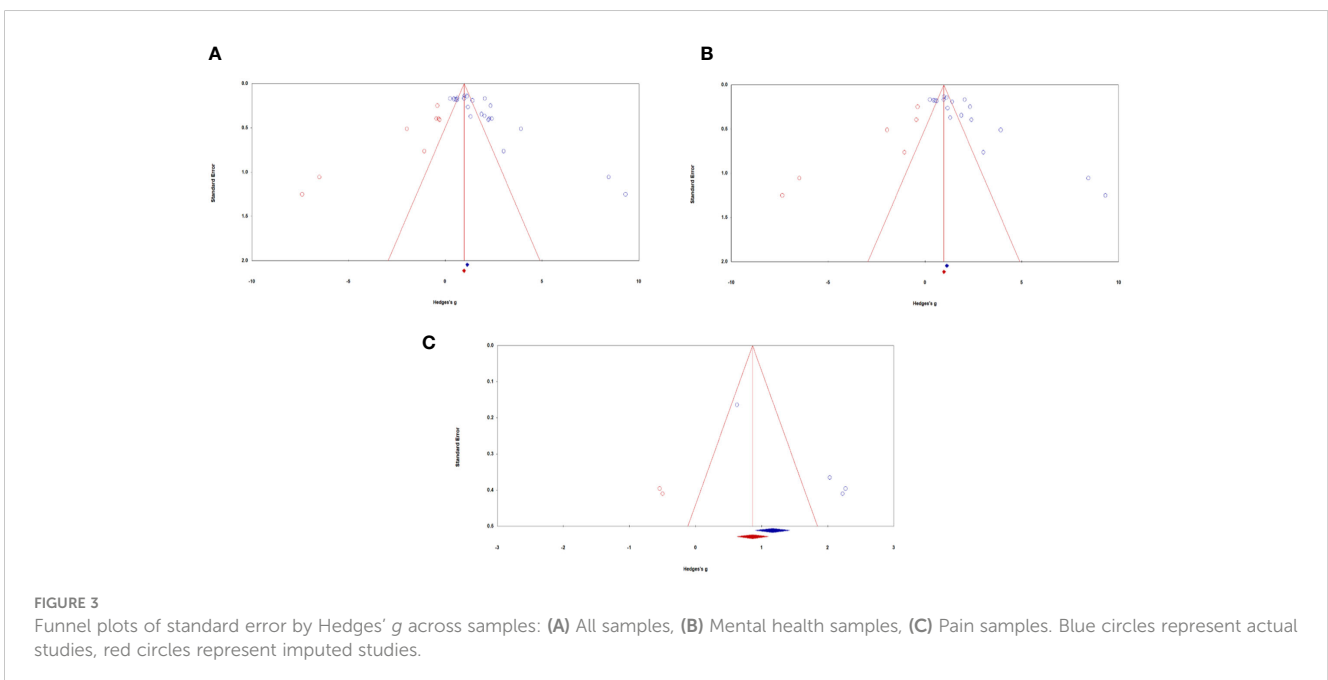 A
B
0.0
0.5
1.0
1.5
2.0
Standard Error
-10
-5
0
5
10
Hedges's g
0.0
0.5
1.0
1.5
2.0
Standard Error
-10
-5
0
5
10
Hedges's g
C
0.0
0.1
0.2
0.3
0.4
0.5
Standard Error
-3
-2
-1
0
1
2
3
Hedges's g
FIGURE 3
Funnel plots of standard error by Hedges' g across samples: (A) All samples, (B) Mental health samples, (C) Pain samples. Blue circles represent actual
studies, red circles represent imputed studies.